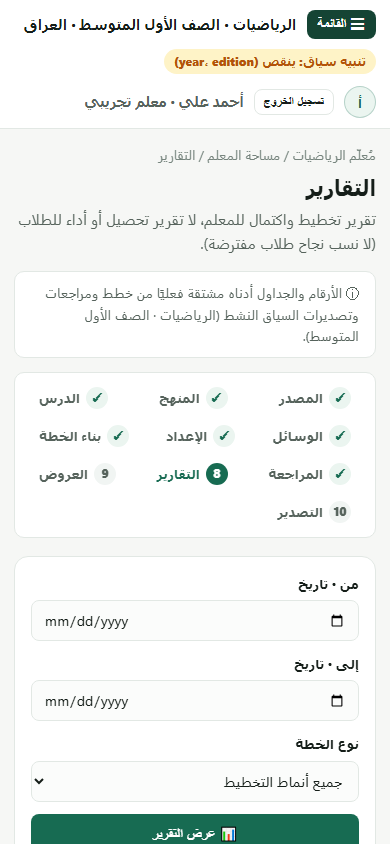 القائمة
الرياضيات • الصف الأول المتوسط • العراق
تنبيه سياق: ينقص (year، edition)
أ
تسجيل الخروج
أحمد علي • معلم تجريبي
مُعلّم الرياضيات / مساحة المعلم / التقارير
التقارير
تقرير تخطيط واكتمال للمعلم، لا تقرير تحصيل أو أداء للطلاب
(لا نسب نجاح طلاب مفترضة).
ⓘ الأرقام والجداول أدناه مشتقة فعليًا من خطط ومراجعات
وتصديرات السياق النشط (الرياضيات · الصف الأول
المتوسط).
✓ المصدر
✓ المنهج
✓ الدرس
✓ الوسائل
✓ الإعداد
✓ بناء الخطة
✓ المراجعة
8 التقارير
9 العروض
10 التصدير
من • تاريخ
mm/dd/yyyy
إلى • تاريخ
mm/dd/yyyy
نوع الخطة
جميع أنماط التخطيط
عرض التقرير